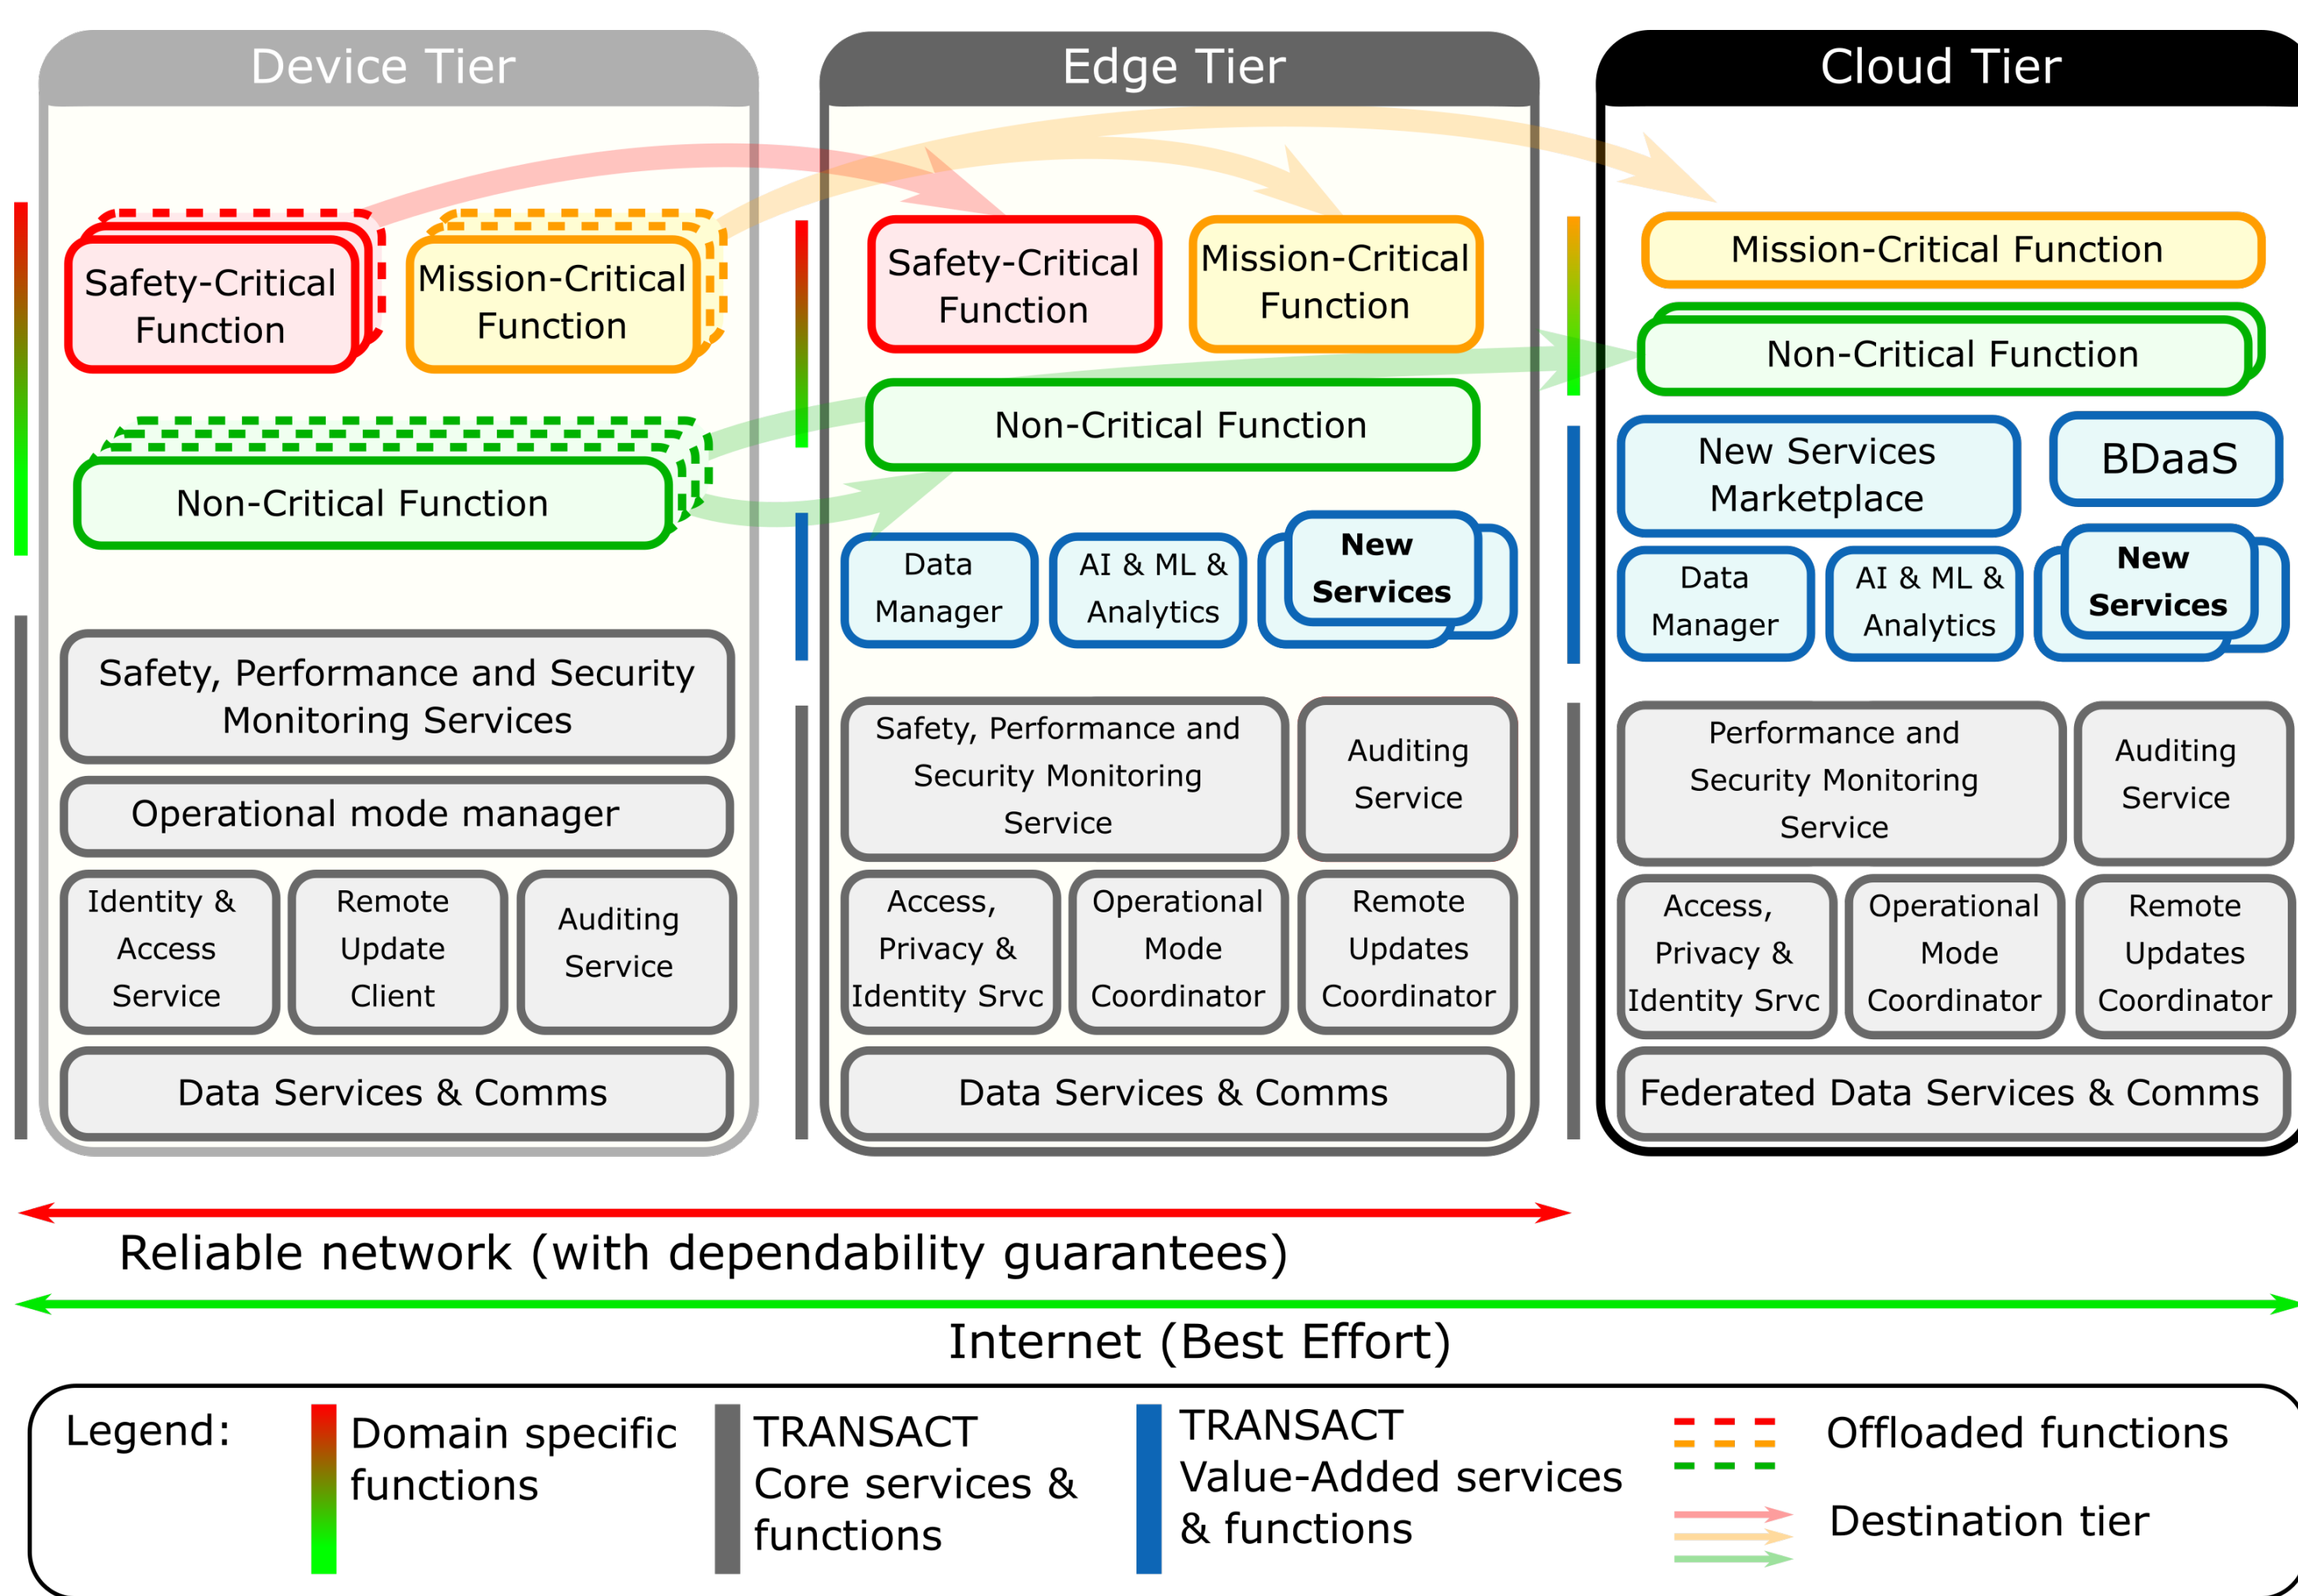 Device Tier
Safety-Critical
Function
Mission-Critical
Function
Non-Critical Function
Safety, Performance and Security
Monitoring Services
Operational mode manager
Identity &
Access
Service
Remote
Update
Client
Auditing
Service
Data Services & Comms
Edge Tier
Safety-Critical
Function
Mission-Critical
Function
Non-Critical Function
Data
Manager
AI & ML &
Analytics
New
Services
Safety, Performance and
Security Monitoring
Service
Auditing
Service
Access,
Privacy &
Identity Srvc
Operational
Mode
Coordinator
Remote
Updates
Coordinator
Data Services & Comms
Cloud Tier
Mission-Critical Function
Non-Critical Function
New Services
Marketplace
BDaaS
Data
Manager
AI & ML &
Analytics
New
Services
Performance and
Security Monitoring
Service
Auditing
Service
Access,
Privacy &
Identity Srvc
Operational
Mode
Coordinator
Remote
Updates
Coordinator
Federated Data Services & Comms
Reliable network (with dependability guarantees)
Internet (Best Effort)
Legend:
Domain specific
functions
TRANSACT
Core services &
functions
TRANSACT
Value-Added services
& functions
Offloaded functions
Destination tier